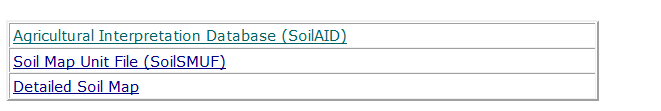 Agricultural Interpretation Database (SoilAID)
Soil Map Unit File (SoilSMUF)
Detailed Soil Map